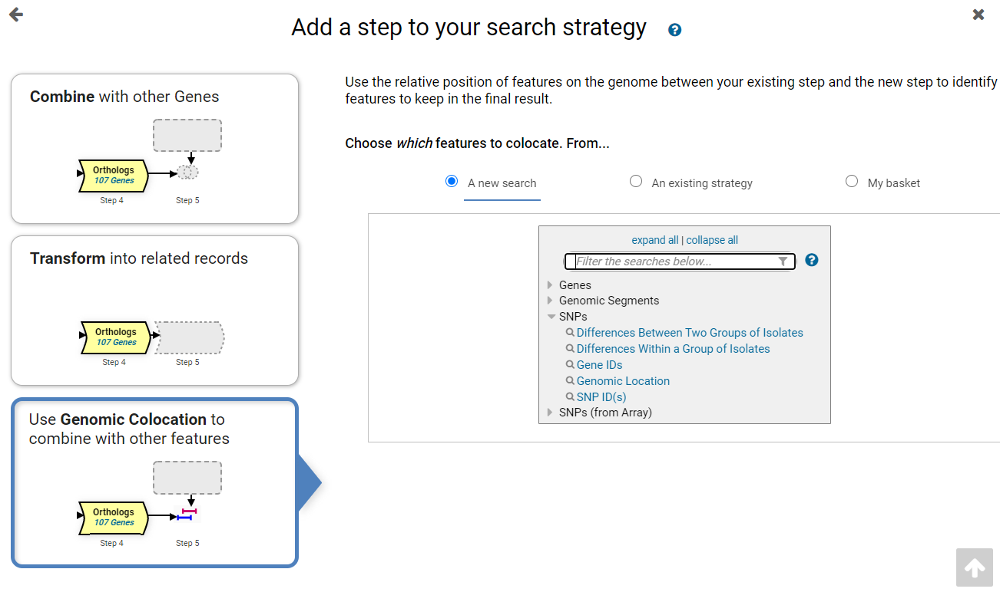 Add a step to your search strategy ?
Combine with other Genes
Orthologs
107 Genes
Step 4
Step 5
Transform into related records
Orthologs
107 Genes
Step 4
Step 5
Use Genomic Colocation to
combine with other features
Orthologs
107 Genes
Step 4
Step 5
Use the relative position of features on the genome between your existing step and the new step to identify
features to keep in the final result.
Choose which features to colocate. From...
A new search
An existing strategy
My basket
expand all | collapse all
Filter the searches below... ?
Genes
Genomic Segments
SNPs
Differences Between Two Groups of Isolates
Differences Within a Group of Isolates
Gene IDs
Genomic Location
SNP ID(s)
SNPs (from Array)